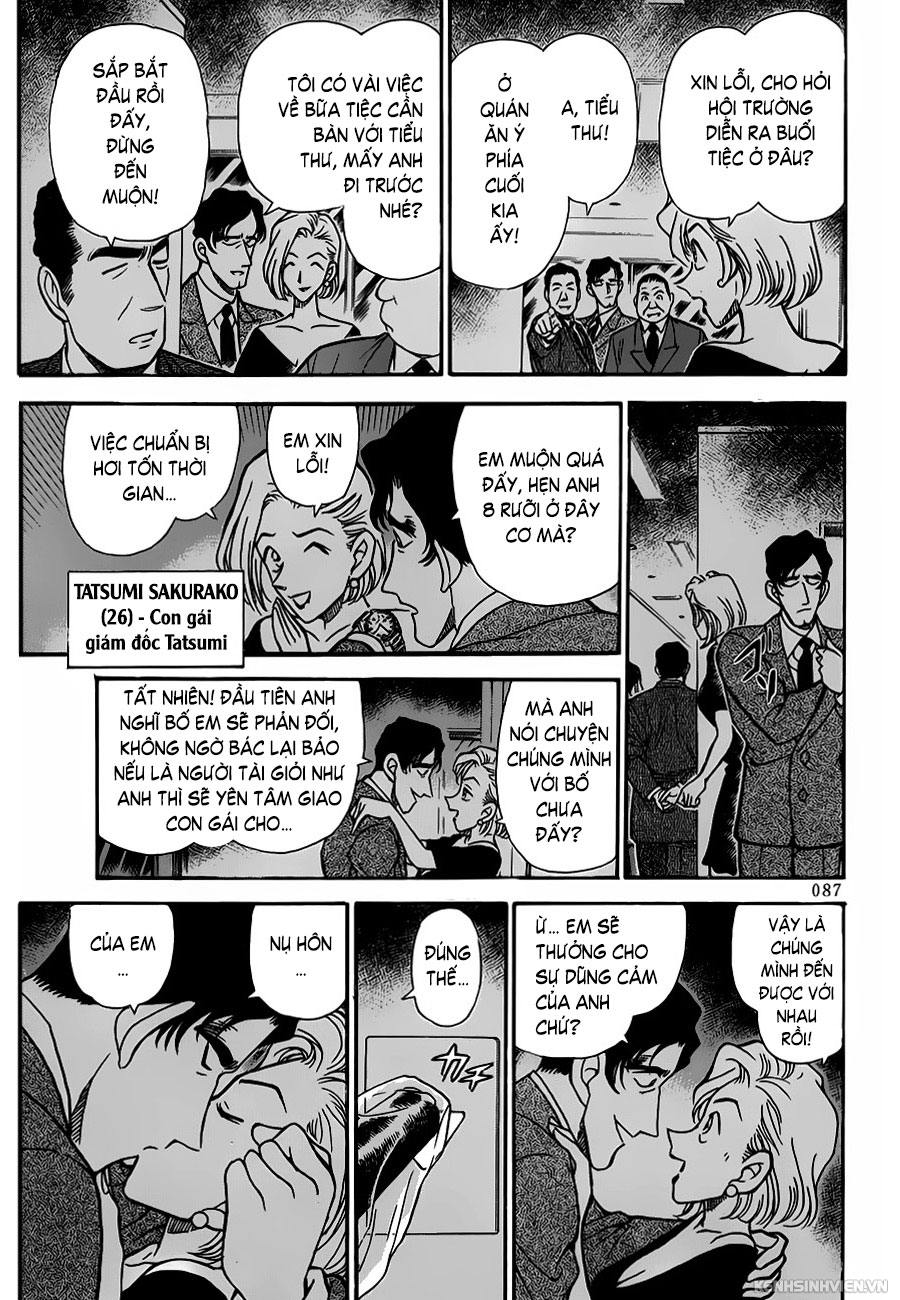 XIN LỖI, CHO HỎI
HỘI TRƯỜNG
DIỄN RA BUỔI
TIỆC Ở ĐÂU?
A, TIỂU
THƯ!
Ở
QUÁN
ĂN Ý
PHÍA
CUỐI
KIA
ẤY!
TÔI CÓ VÀI VIỆC
VỀ BỮA TIỆC CẦN
BÀN VỚI TIỂU
THƯ, MẤY ANH
ĐI TRƯỚC
NHÉ?
SẮP BẮT
ĐẦU RỒI
ĐẤY,
ĐỪNG
ĐẾN
MUỘN!
EM MUỘN QUÁ
ĐẤY, HẸN ANH
8 RƯỠI Ở ĐÂY
CƠ MÀ?
EM XIN
LỖI!
VIỆC CHUẨN BỊ
HƠI TỐN THỜI
GIAN...
TATSUMI SAKURAKO
(26) - Con gái
giám đốc Tatsumi
MÀ ANH
NÓI CHUYỆN
CHÚNG MÌNH
VỚI BỐ
CHƯA
ĐẤY?
TẤT NHIÊN! ĐẦU TIÊN ANH
NGHĨ BỐ EM SẼ PHẢN ĐỐI,
KHÔNG NGỜ BÁC LẠI BẢO
NẾU LÀ NGƯỜI TÀI GIỎI NHƯ
ANH THÌ SẼ YÊN TÂM GIAO
CON GÁI CHO...
087
VẬY LÀ
CHÚNG
MÌNH ĐẾN
ĐƯỢC VỚI
NHAU
RỒI!
Ừ... EM SẼ
THƯỞNG CHO
SỰ DŨNG CẢM
CỦA ANH
CHỨ?
ĐÚNG
THẾ...
カチ
NỤ HÔN
...
CỦA EM
...
KENHSINHVIEN.VN